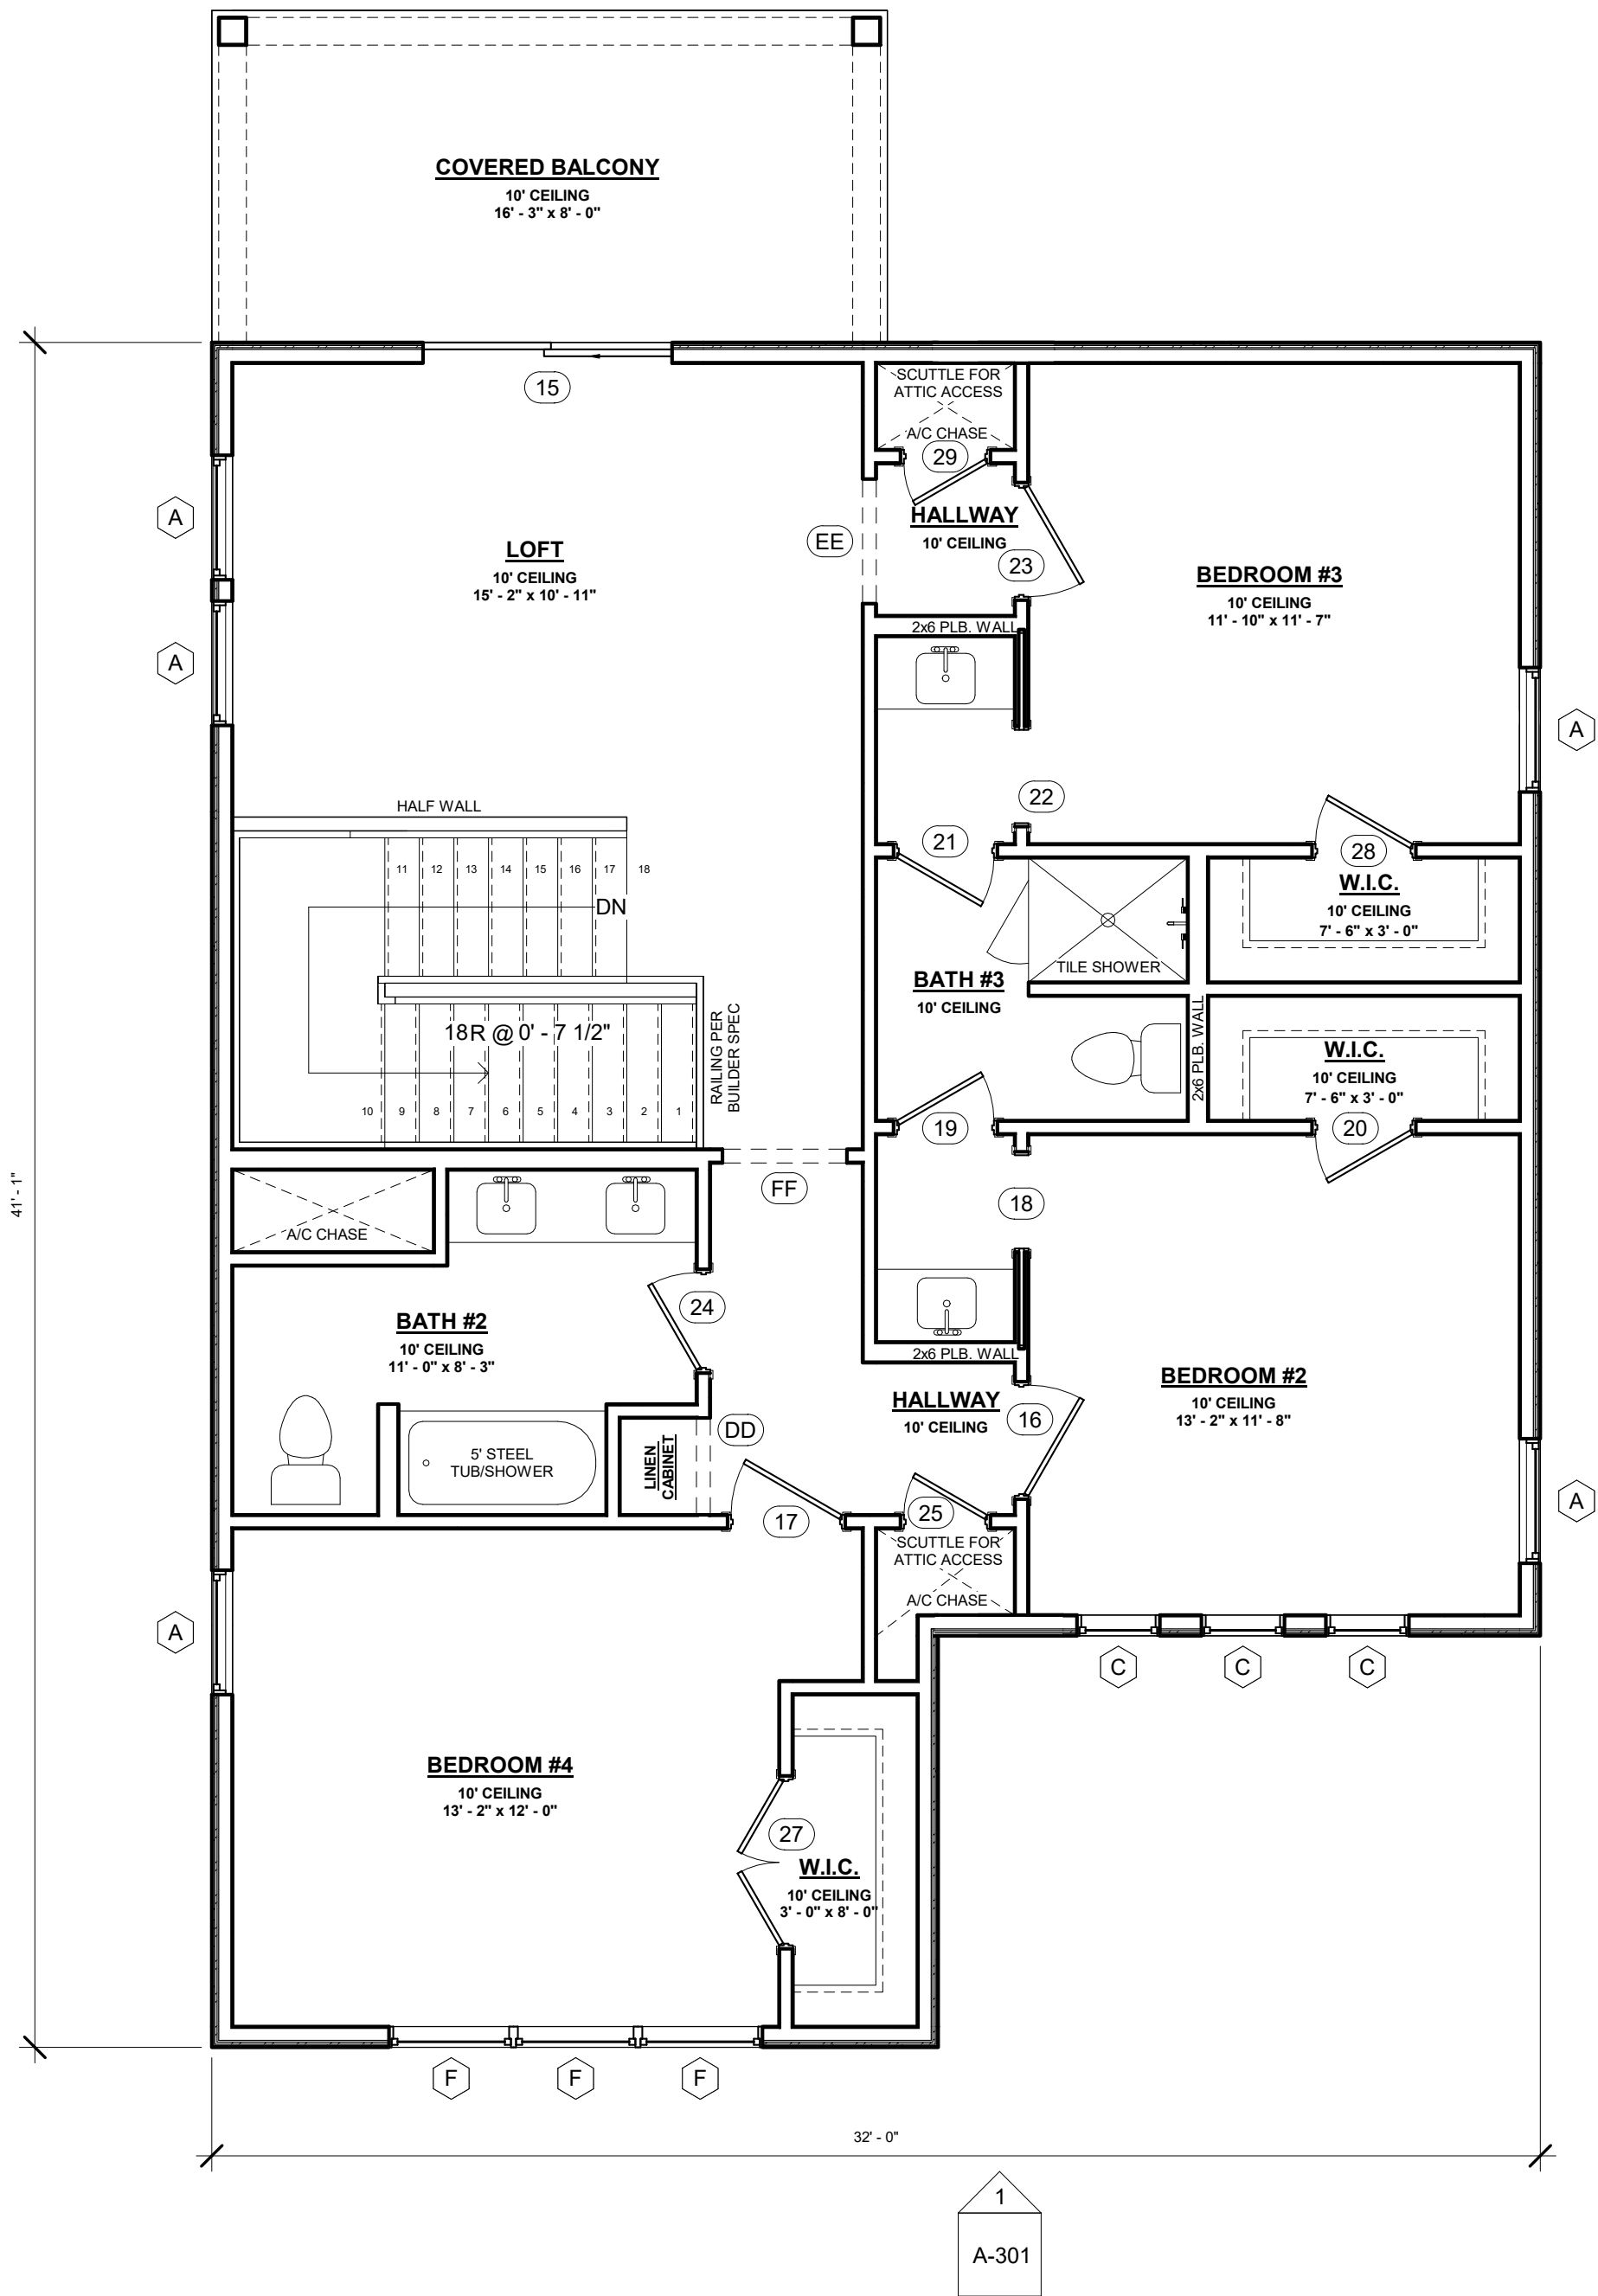 COVERED BALCONY
10' CEILING
16' - 3" x 8' - 0"
15
SCUTTLE FOR
ATTIC ACCESS
A/C CHASE
29
A
HALLWAY
10' CEILING
EE
23
LOFT
10' CEILING
15' - 2" x 10' - 11"
BEDROOM #3
10' CEILING
11' - 10" x 11' - 7"
2x6 PLB. WALL
A
A
22
HALF WALL
21
28
11
12
13
14
15
16
17
18
DN
W.I.C.
10' CEILING
7' - 6" x 3' - 0"
TILE SHOWER
BATH #3
10' CEILING
18R @ 0' - 7 1/2"
RAILING PER
BUILDER SPEC
2x6 PLB. WALL
W.I.C.
10' CEILING
7' - 6" x 3' - 0"
10
9
8
7
6
5
4
3
2
1
19
20
41' - 1"
FF
18
A/C CHASE
24
BATH #2
10' CEILING
11' - 0" x 8' - 3"
2x6 PLB. WALL
BEDROOM #2
10' CEILING
13' - 2" x 11' - 8"
HALLWAY
10' CEILING
16
DD
5' STEEL
TUB/SHOWER
LINEN
CABINET
A
17
25
SCUTTLE FOR
ATTIC ACCESS
A/C CHASE
A
C
C
C
BEDROOM #4
10' CEILING
13' - 2" x 12' - 0"
27
W.I.C.
10' CEILING
3' - 0" x 8' - 0"
F
F
F
32' - 0"
1
A-301